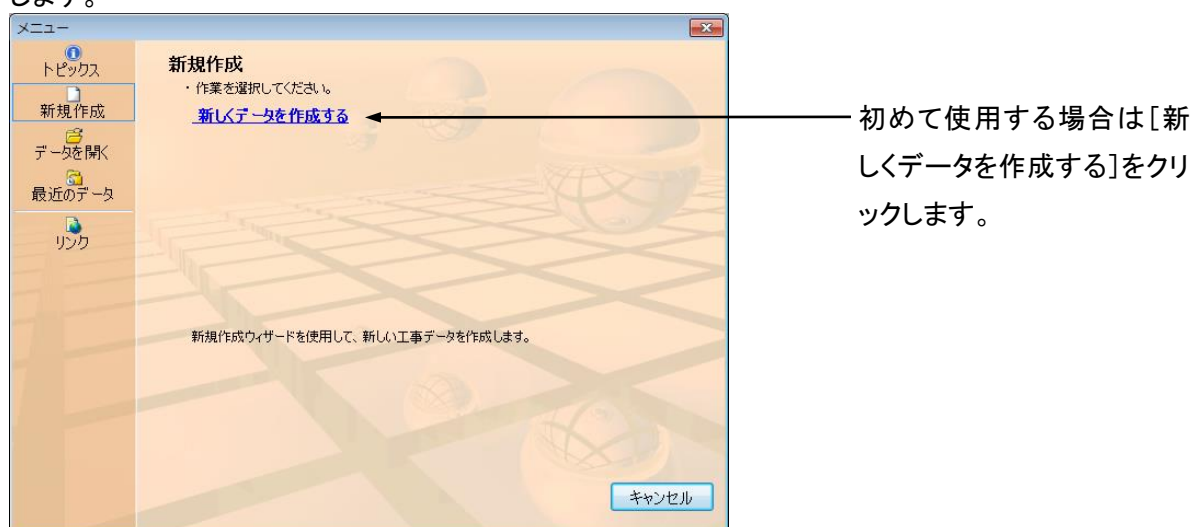 します。
メニュー
トピックス
新規作成
データを開く
最近のデータ
リンク
新規作成
・作業を選択してください。
新しくデータを作成する
新規作成ウィザードを使用して、新しい工事データを作成します。
キャンセル
初めて使用する場合は[新
しくデータを作成する]をクリ
ックします。